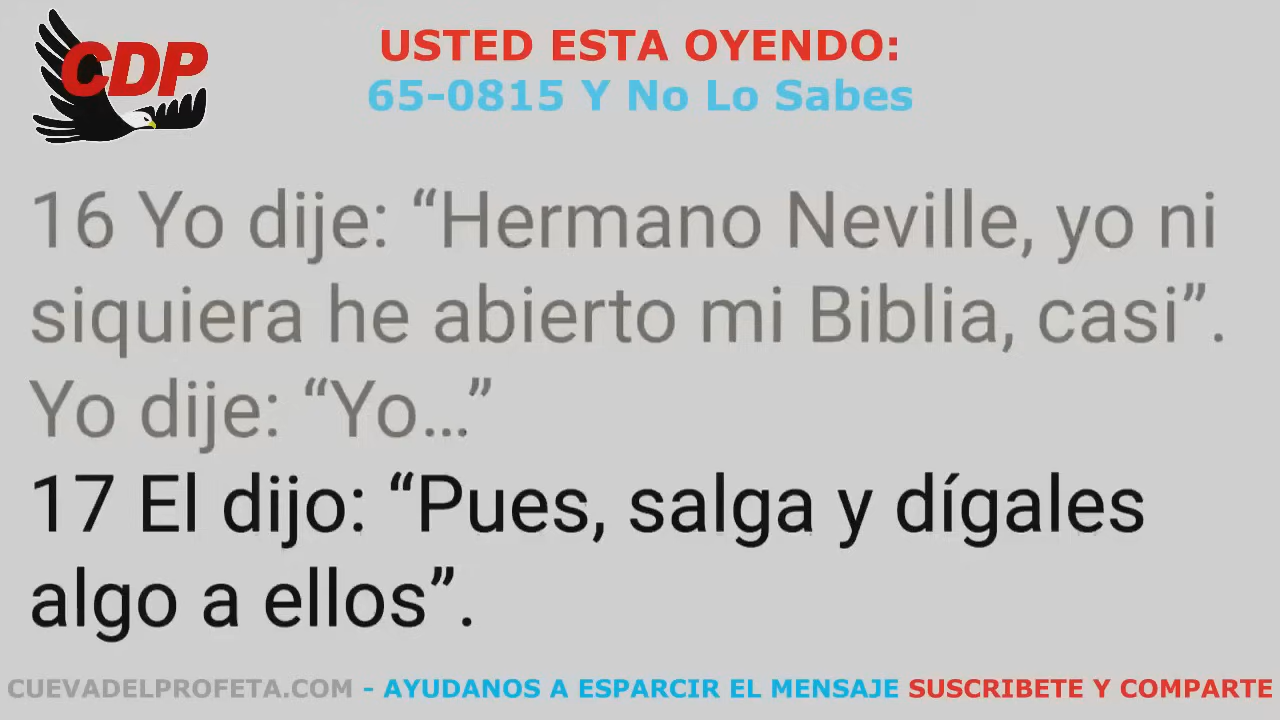 CDP
USTED ESTA OYENDO:
65-0815 Y No Lo Sabes
16 Yo dije: “Hermano Neville, yo ni
siquiera he abierto mi Biblia, casi”.
Yo dije: “Yo...”
17 El dijo: “Pues, salga y dígales
algo a ellos”.
CUEVADELPROFETA.COM - AYUDANOS A ESPARCIR EL MENSAJE SUSCRIBETE Y COMPARTE